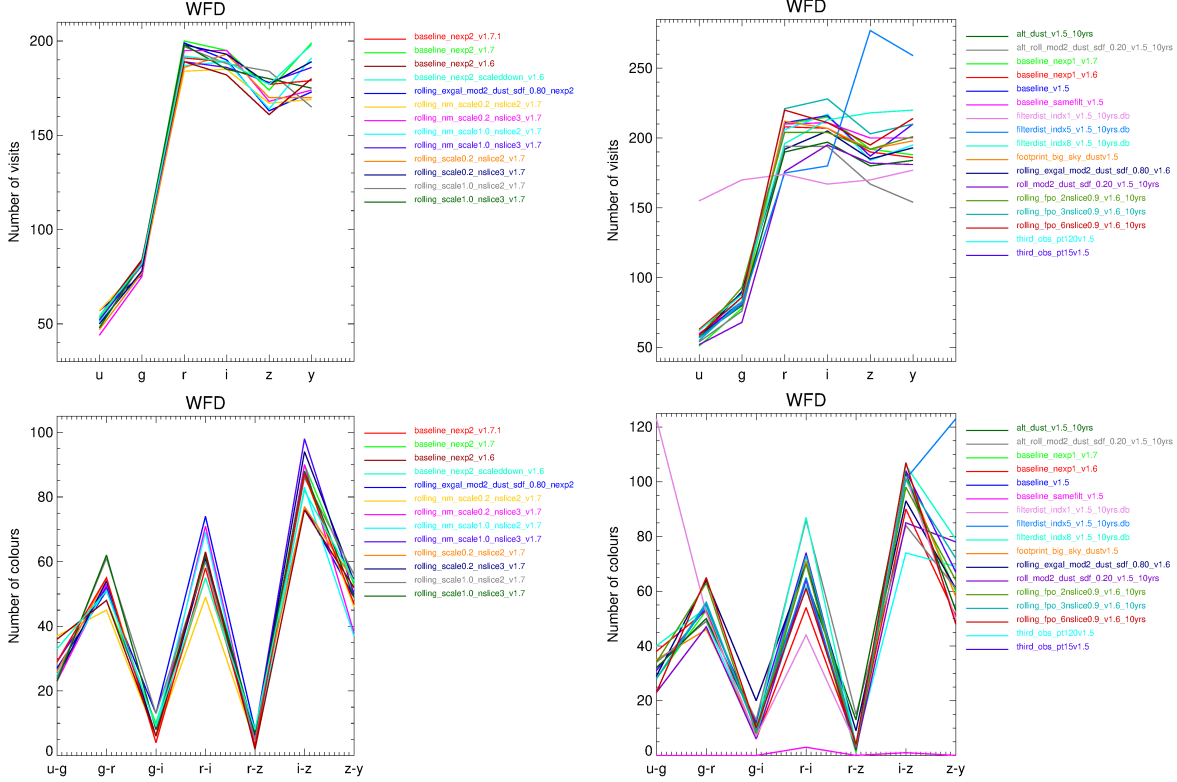 WFD
Number of visits
200
150
100
50
u g r i z y
baseline_nexp2_v1.7.1
baseline_nexp2_v1.7
baseline_nexp2_v1.6
baseline_nexp2_scaleddown_v1.6
rolling_exgal_mod2_dust_sdf_0.80_nexp2
rolling_nm_scale0.2_nslice2_v1.7
rolling_nm_scale0.2_nslice3_v1.7
rolling_nm_scale1.0_nslice2_v1.7
rolling_nm_scale1.0_nslice3_v1.7
rolling_scale0.2_nslice2_v1.7
rolling_scale0.2_nslice3_v1.7
rolling_scale1.0_nslice2_v1.7
rolling_scale1.0_nslice3_v1.7
WFD
Number of visits
250
200
150
100
50
u g r i z y
alt_dust_v1.5_10yrs
alt_roll_mod2_dust_sdf_0.20_v1.5_10yrs
baseline_nexp1_v1.7
baseline_nexp1_v1.6
baseline_v1.5
baseline_samefilt_v1.5
filterdist_indx1_v1.5_10yrs.db
filterdist_indx5_v1.5_10yrs.db
filterdist_indx8_v1.5_10yrs.db
footprint_big_sky_dustv1.5
rolling_exgal_mod2_dust_sdf_0.80_v1.6
roll_mod2_dust_sdf_0.20_v1.5_10yrs
rolling_fpo_2nslice0.9_v1.6_10yrs
rolling_fpo_3nslice0.9_v1.6_10yrs
rolling_fpo_6nslice0.9_v1.6_10yrs
third_obs_pt120v1.5
third_obs_pt15v1.5
WFD
Number of colours
100
80
60
40
20
0
u-g g-r g-i r-i r-z i-z z-y
baseline_nexp2_v1.7.1
baseline_nexp2_v1.7
baseline_nexp2_v1.6
baseline_nexp2_scaleddown_v1.6
rolling_exgal_mod2_dust_sdf_0.80_nexp2
rolling_nm_scale0.2_nslice2_v1.7
rolling_nm_scale0.2_nslice3_v1.7
rolling_nm_scale1.0_nslice2_v1.7
rolling_nm_scale1.0_nslice3_v1.7
rolling_scale0.2_nslice2_v1.7
rolling_scale0.2_nslice3_v1.7
rolling_scale1.0_nslice2_v1.7
rolling_scale1.0_nslice3_v1.7
WFD
Number of colours
120
100
80
60
40
20
0
u-g g-r g-i r-i r-z i-z z-y
alt_dust_v1.5_10yrs
alt_roll_mod2_dust_sdf_0.20_v1.5_10yrs
baseline_nexp1_v1.7
baseline_nexp1_v1.6
baseline_v1.5
baseline_samefilt_v1.5
filterdist_indx1_v1.5_10yrs.db
filterdist_indx5_v1.5_10yrs.db
filterdist_indx8_v1.5_10yrs.db
footprint_big_sky_dustv1.5
rolling_exgal_mod2_dust_sdf_0.80_v1.6
roll_mod2_dust_sdf_0.20_v1.5_10yrs
rolling_fpo_2nslice0.9_v1.6_10yrs
rolling_fpo_3nslice0.9_v1.6_10yrs
rolling_fpo_6nslice0.9_v1.6_10yrs
third_obs_pt120v1.5
third_obs_pt15v1.5